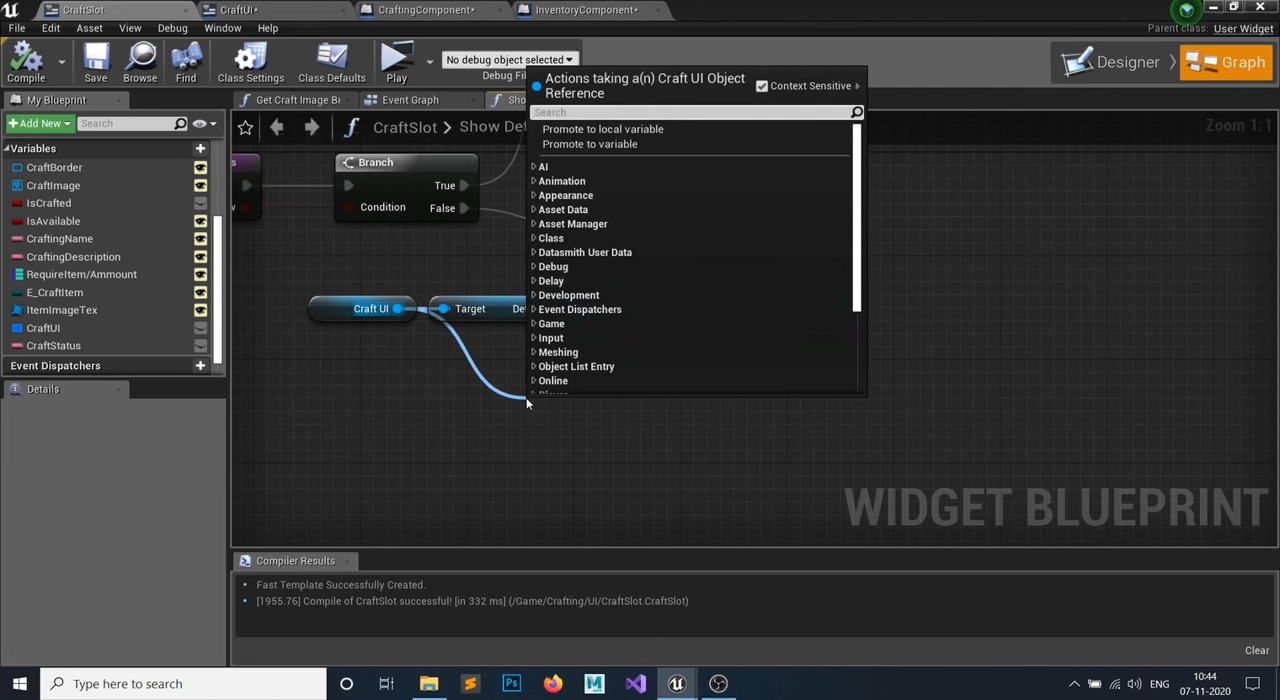 CraftSlot
CraftUI*
CraftingComponent*
InventoryComponent*
File Edit Asset View Debug Window Help
Parent class: User Widget
Compile
Save
Browse
Find
Class Settings
Class Defaults
Play
No debug object selected
Debug Fil
Designer
Graph
My Blueprint
Add New
Search
Get Craft Image Br
Event Graph
Sho
CraftSlot > Show Det
Zoom 1:1
Variables
CraftBorder
CraftImage
IsCrafted
IsAvailable
CraftingName
CraftingDescription
RequireItem/Ammount
E_CraftItem
ItemImageTex
CraftUI
CraftStatus
Event Dispatchers
Details
s
w
Branch
True
Condition
False
Craft UI
Target
Det
Actions taking a(n) Craft UI Object
Reference
Context Sensitive
Search
Promote to local variable
Promote to variable
AI
Animation
Appearance
Asset Data
Asset Manager
Class
Datasmith User Data
Debug
Delay
Development
Event Dispatchers
Game
Input
Meshing
Object List Entry
Online
WIDGET BLUEPRINT
Compiler Results
Fast Template Successfully Created.
[1955.76] Compile of CraftSlot successful! [in 332 ms] (/Game/Crafting/UI/CraftSlot.CraftSlot)
Clear
Type here to search
Ps
ENG
10:44
07-11-2020